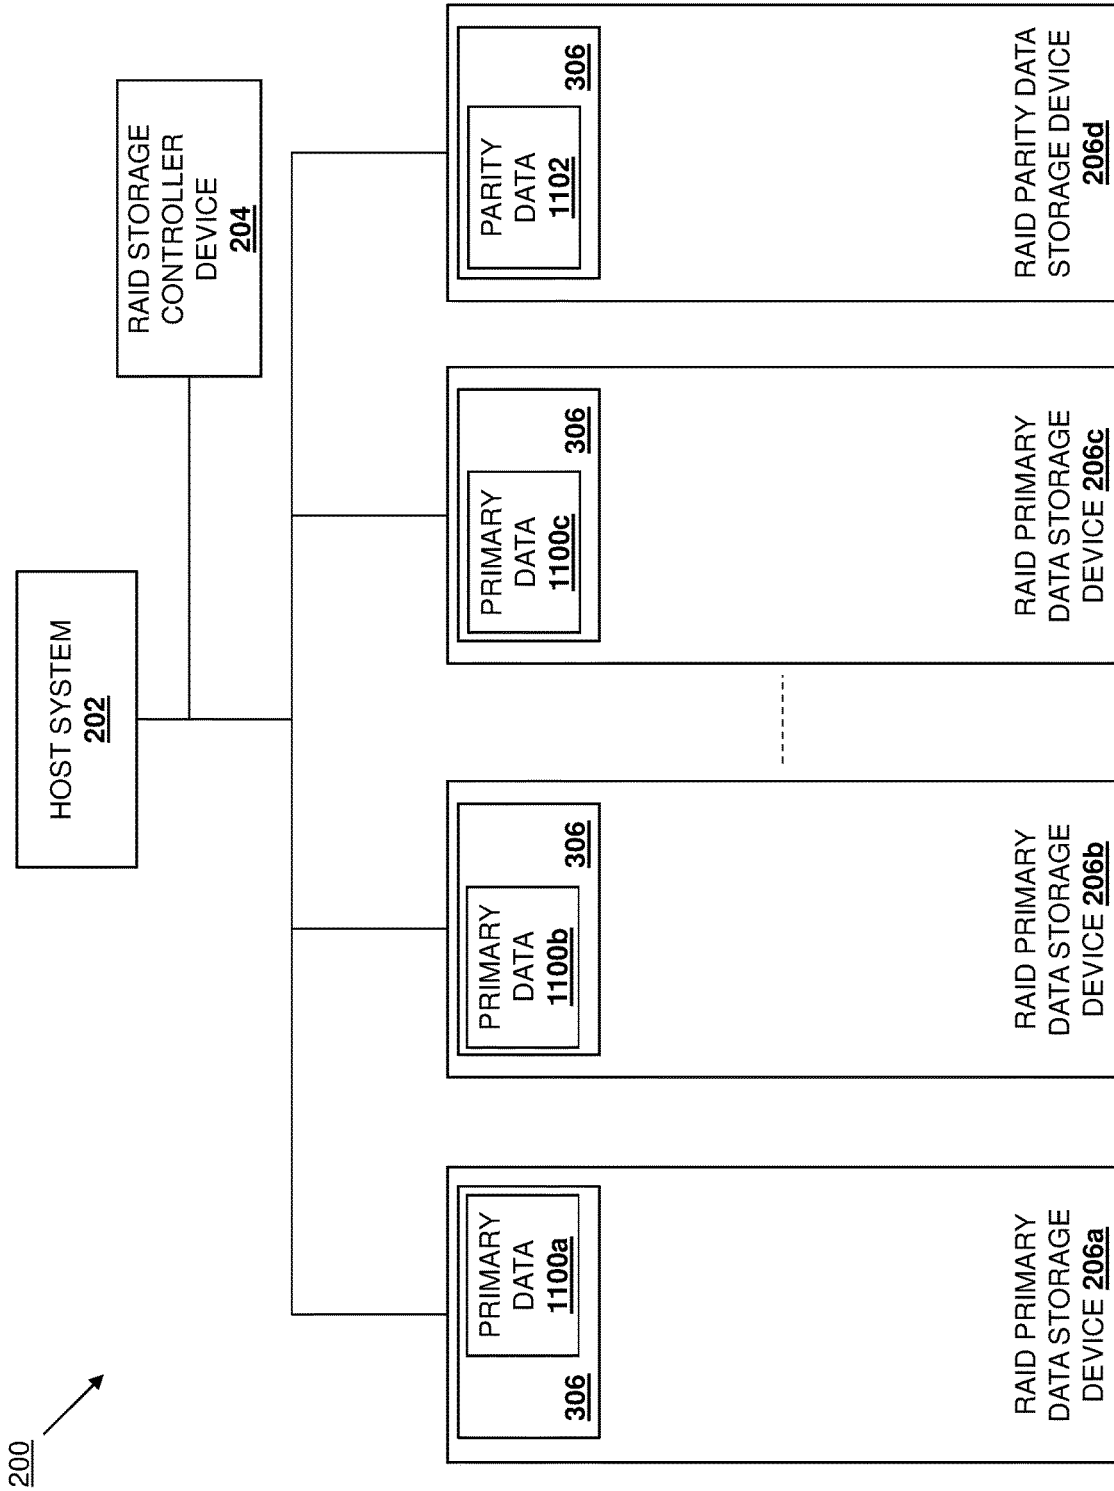 200
HOST SYSTEM
202
RAID STORAGE
CONTROLLER
DEVICE
204
306
PRIMARY
DATA
1100a
RAID PRIMARY
DATA STORAGE
DEVICE 206a
PRIMARY
DATA
1100b
306
RAID PRIMARY
DATA STORAGE
DEVICE 206b
PRIMARY
DATA
1100c
306
RAID PRIMARY
DATA STORAGE
DEVICE 206c
PARITY
DATA
1102
306
RAID PARITY DATA
STORAGE DEVICE
206d